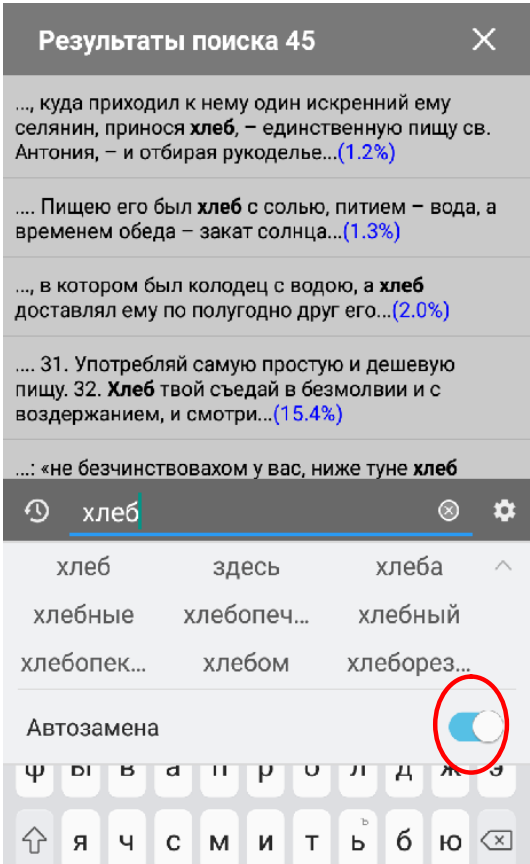 Результаты поиска 45
..., куда приходил к нему один искренний ему
селянин, принося хлеб, – единственную пищу св.
Антония, – и отбирая рукоделье...(1.2%)
.... Пищею его был хлеб с солью, питием – вода, а
временем обеда – закат солнца...(1.3%)
..., в котором был колодец с водою, а хлеб
доставлял ему по полугодно друг его...(2.0%)
.... 31. Употребляй самую простую и дешевую
пищу. 32. Хлеб твой съедай в безмолвии и с
воздержанием, и смотри...(15.4%)
...: «не безчинствовахом у вас, ниже туне хлеб
хлеб
хлеб здесь хлеба
хлебные хлебопеч... хлебный
хлебопек... хлебом хлеборез...
Автозамена
ф ы в а п р о л д ж э
ъ
я ч с м и т ь б ю